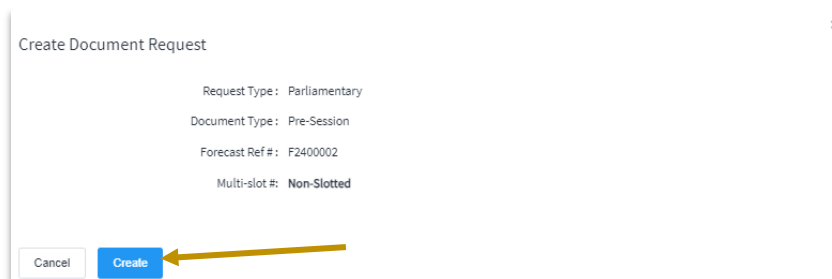 Create Document Request
Request Type: Parliamentary
Document Type: Pre-Session
Forecast Ref #: F2400002
Multi-slot #: Non-Slotted
Cancel Create